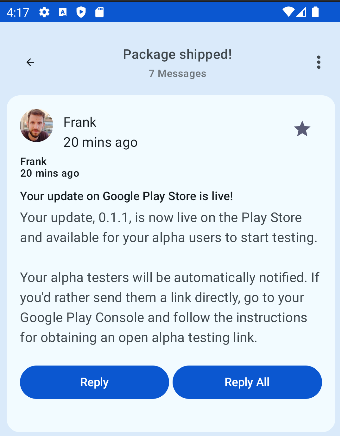 4:17
Package shipped!
7 Messages
Frank
20 mins ago
Frank
20 mins ago
Your update on Google Play Store is live!
Your update, 0.1.1, is now live on the Play Store
and available for your alpha users to start testing.
Your alpha testers will be automatically notified. If
you'd rather send them a link directly, go to your
Google Play Console and follow the instructions
for obtaining an open alpha testing link.
Reply
Reply All